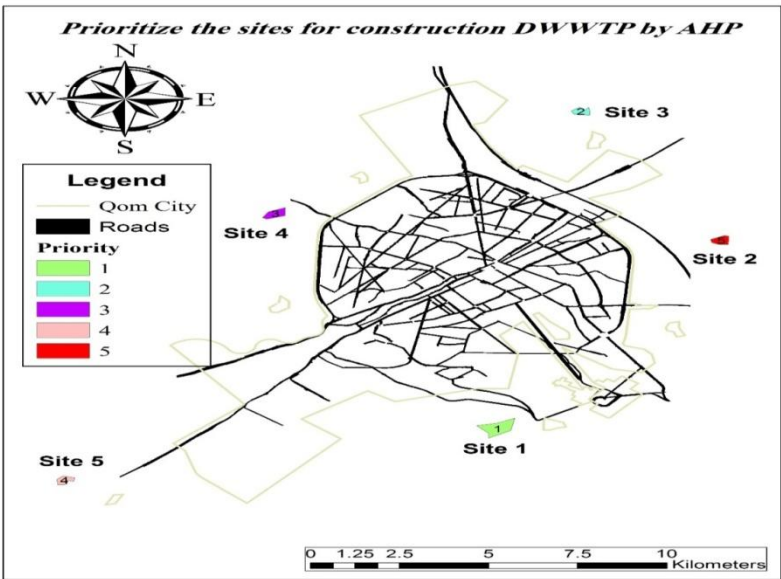 Prioritize the sites for construction DWWTP by AHP
N
W E
S
2 Site 3
Legend
Qom City
Roads
Priority
1
2
3
4
5
3
Site 4
5
Site 2
1
Site 1
Site 5
4
0 1.25 2.5 5 7.5 10
Kilometers